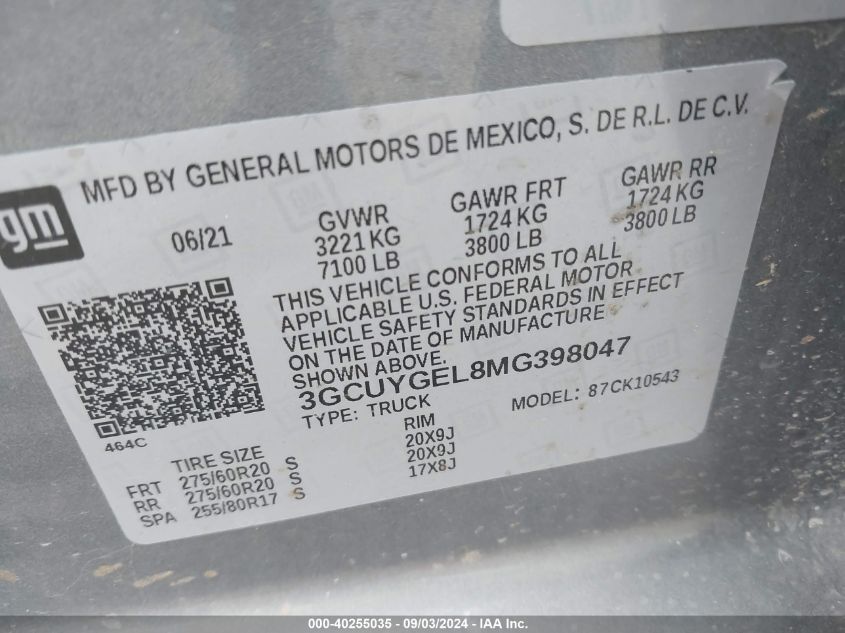 MFD BY GENERAL MOTORS DE MEXICO, S. DE R.L. DE C.V.
gm
06/21
GVWR
3221 KG
7100 LB
GAWR FRT
1724 KG
3800 LB
GAWR RR
1724 KG
3800 LB
THIS VEHICLE CONFORMS TO ALL
APPLICABLE U.S. FEDERAL MOTOR
VEHICLE SAFETY STANDARDS IN EFFECT
ON THE DATE OF MANUFACTURE
SHOWN ABOVE.
3GCUYGEL8MG398047
TYPE: TRUCK
MODEL: 87CK10543
464C
TIRE SIZE RIM
FRT 275/60R20 S 20X9J
RR 275/60R20 S 20X9J
SPA 255/80R17 S 17X8J
000-40255035 - 09/03/2024 - IAA Inc.